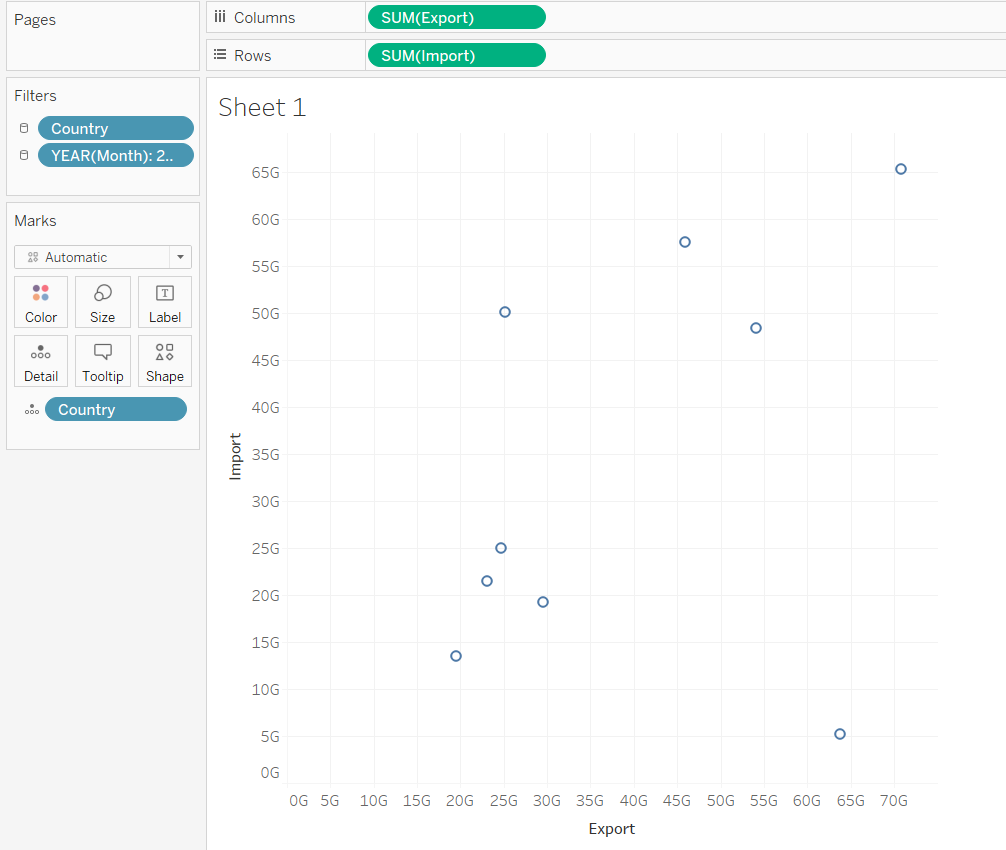 Pages
Columns
SUM(Export)
Rows
SUM(Import)
Filters
Country
YEAR(Month): 2..
Marks
Automatic
Color
Size
T
Label
Detail
Tooltip
Shape
Country
Sheet 1
65G
60G
55G
50G
45G
40G
35G
30G
25G
20G
15G
10G
5G
0G
Import
0G 5G 10G 15G 20G 25G 30G 35G 40G 45G 50G 55G 60G 65G 70G
Export